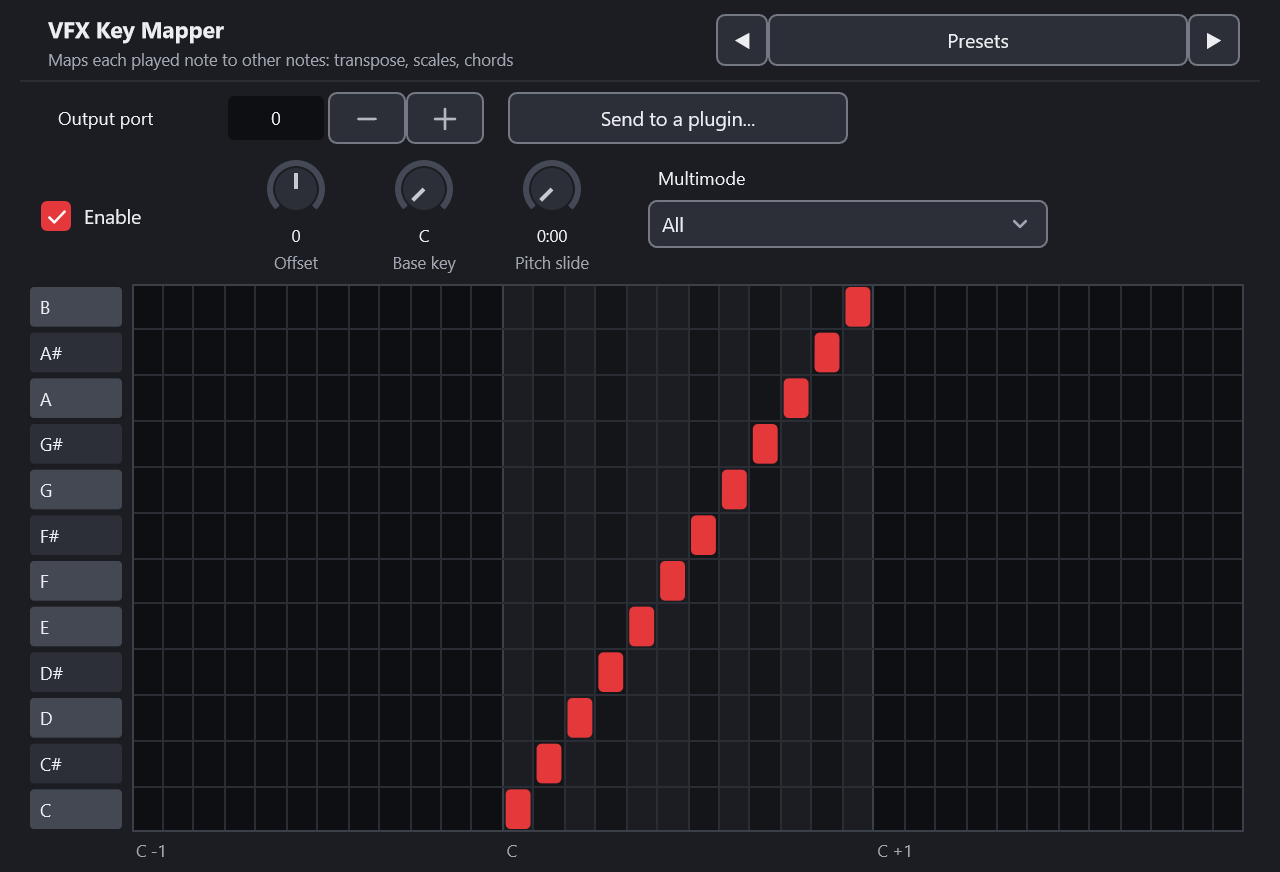 VFX Key Mapper
Maps each played note to other notes: transpose, scales, chords
Presets
Output port
0
Send to a plugin...
Enable
0
Offset
C
Base key
0:00
Pitch slide
Multimode
All
B
A#
A
G#
G
F#
F
E
D#
D
C#
C
C -1
C
C +1